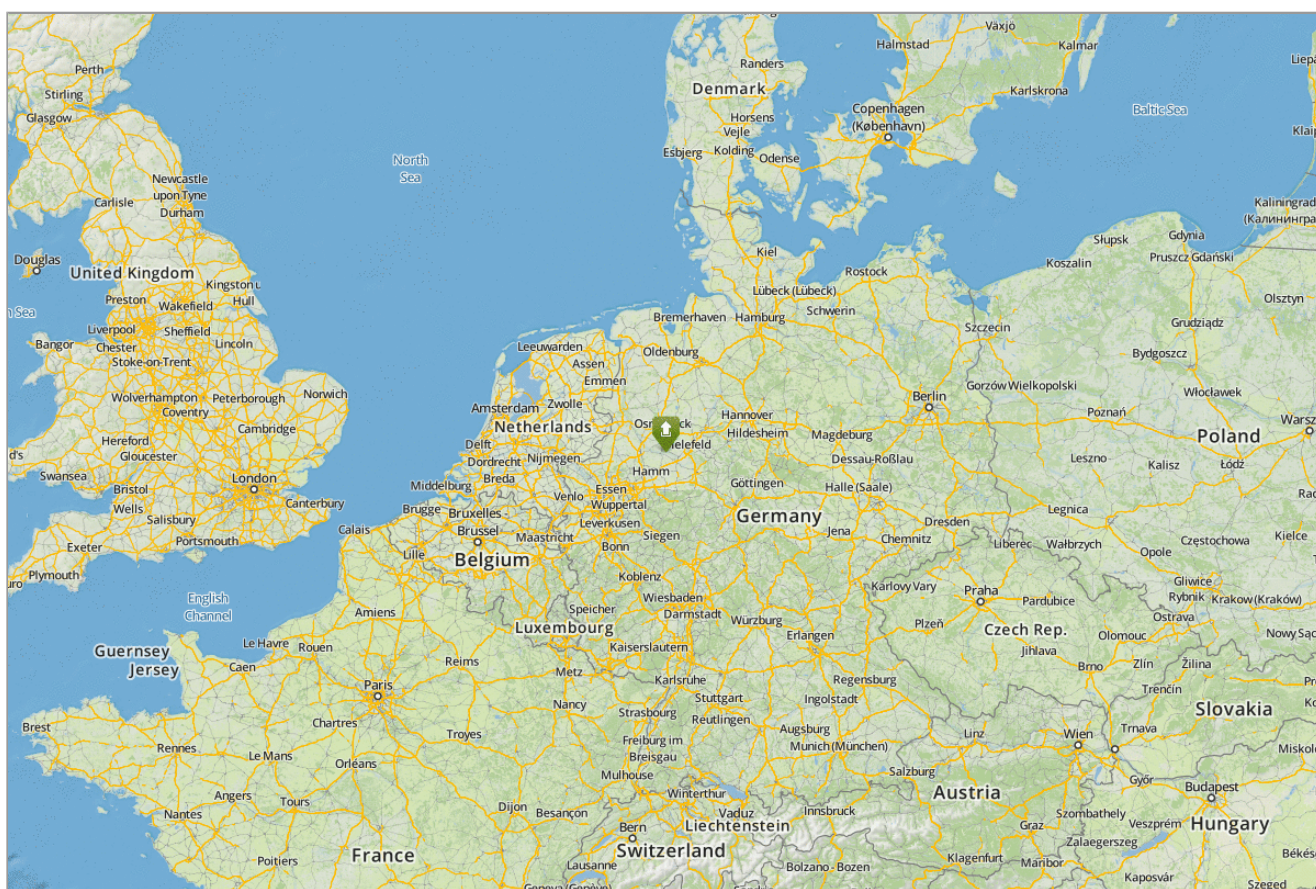 Växjö
Halmstad
Kalmar
Randers
Perth
Denmark
Karlskrona
Stirling
Copenhagen
(København)
Baltic Sea
Glasgow
Horsens
Vejle
North
Sea
Esbjerg
Kolding
Odense
Newcastle
upon Tyne
Carlisle
Durham
Kaliningrad
Gdynia
Słupsk
Kiel
Pruszcz Gdański
Douglas
Koszalin
United Kingdom
Rostock
Kingston
Hull
Lübeck (Lübeck)
Olsztyn
Preston
Wakefield
Schwerin
Sea
Bremerhaven
Hamburg
Grudziądz
Liverpool
Sheffield
Szczecin
Bangor
Chester
Lincoln
Leeuwarden
Oldenburg
Bydgoszcz
Stoke-on-Trent
Assen
Emmen
Gorzów Wielkopolski
Norwich
Włocławek
Wolverhampton
Peterborough
Berlin
Coventry
Amsterdam
Zwolle
Poznań
Hannover
Cambridge
Netherlands
Hildesheim
Magdeburg
Poland
Hereford
Delft
Gloucester
Dordrecht
Nijmegen
Dessau-Roßlau
Leszno
Kalisz
Łódź
Swansea
London
Breda
Hamm
Bristol
Middelburg
Venlo
Essen
Göttingen
Halle (Saale)
Canterbury
Wells
Brugge
Bruxelles -
Brussel
Wuppertal
Legnica
Salisbury
Germany
Calais
Leverkusen
Dresden
Portsmouth
Maastricht
Siegen
Jena
Chemnitz
Częstochowa
Kielce
Exeter
Lille
Belgium
Bonn
Liberec
Wałbrzych
Opole
Plymouth
Koblenz
Karlovy Vary
Praha
Gliwice
English
Channel
Wiesbaden
Pardubice
Rybnik
Krakow (Kraków)
Amiens
Speicher
Darmstadt
Würzburg
Plzeň
Ostrava
Luxembourg
Erlangen
Czech Rep.
Olomouc
Le Havre
Rouen
Kaiserslautern
Jihlava
Guernsey
Jersey
Caen
Reims
Metz
Brno
Zlín
Žilina
Paris
Karlsruhe
Regensburg
Trenčín
Nancy
Stuttgart
Ingolstadt
Slovakia
Brest
Chartres
Strasbourg
Reutlingen
Troyes
Augsburg
Linz
Wien
Trnava
Rennes
Le Mans
Freiburg im
Breisgau
Munich (München)
Orléans
Mulhouse
Salzburg
Győr
Angers
Tours
Winterthur
Austria
Budapest
Nantes
Dijon
Besançon
Vaduz
Innsbruck
Szombathely
Bern
Liechtenstein
Graz
Veszprém
Hungary
Poitiers
France
Switzerland
Zalaegerszeg
Lausanne
Bolzano - Bozen
Klagenfurt
Maribor
Kaposvár
Szeged